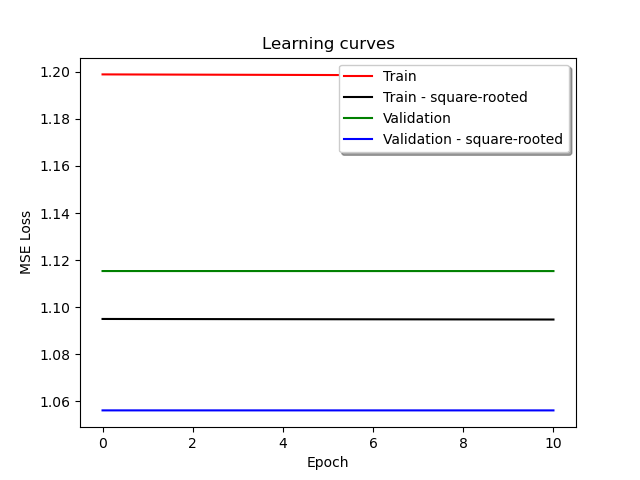 Learning curves
Train
Train - square-rooted
Validation
Validation - square-rooted
MSE Loss
1.20
1.18
1.16
1.14
1.12
1.10
1.08
1.06
0 2 4 6 8 10
Epoch